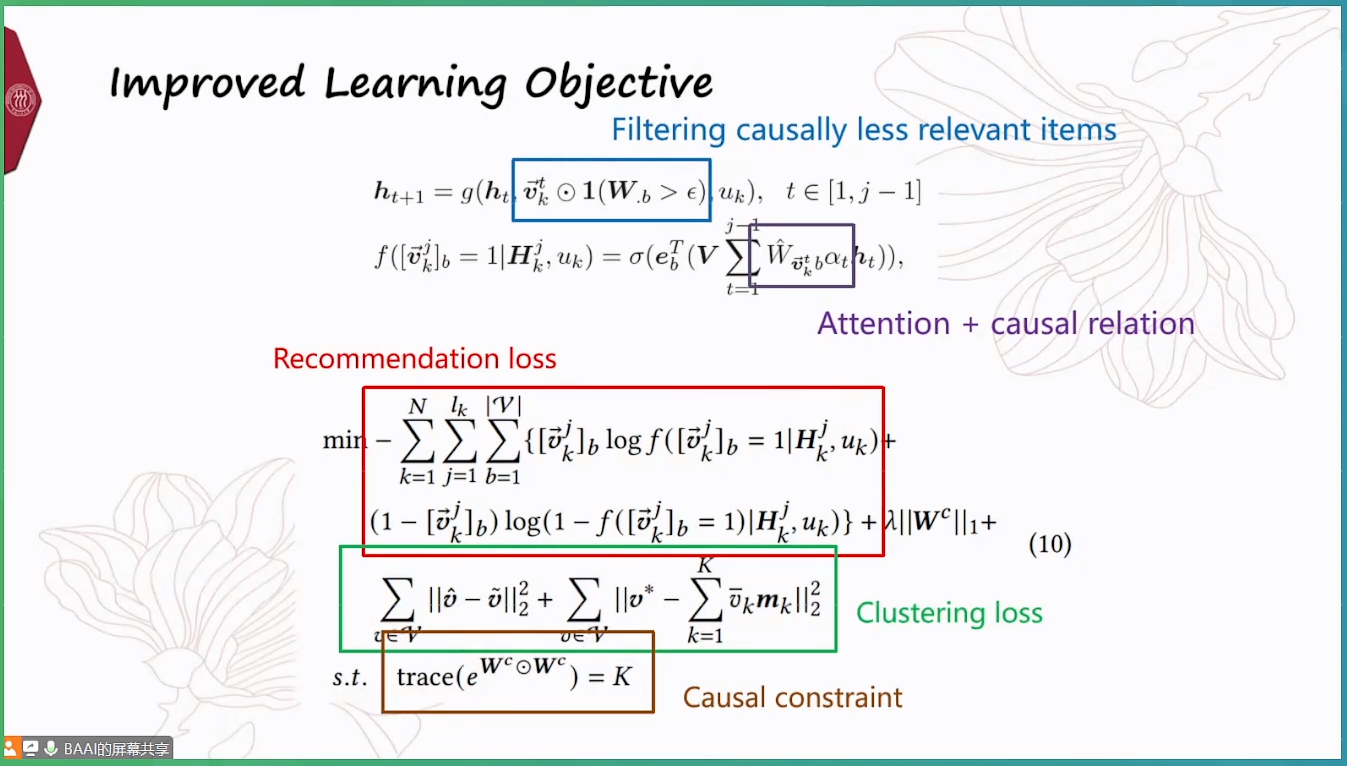 Improved Learning Objective
Filtering causally less relevant items
$\boldsymbol{h}_{t+1} = g(\boldsymbol{h}_t, \vec{\boldsymbol{v}}_k^t \odot \mathbf{1}(\boldsymbol{W}_{.b} > \epsilon), u_k), \quad t \in [1, j-1]$
$f([\vec{\boldsymbol{v}}_k^j]_b = 1|\boldsymbol{H}_k^j, u_k) = \sigma(\boldsymbol{e}_b^T(\boldsymbol{V} \sum_{t=1}^{j-1} \hat{W}_{\vec{\boldsymbol{v}}_k^t b} \alpha_t \boldsymbol{h}_t)),$
Attention + causal relation
Recommendation loss
$\min - \sum_{k=1}^{N} \sum_{j=1}^{l_k} \sum_{b=1}^{|\mathcal{V}|} \{[\vec{\boldsymbol{v}}_k^j]_b \log f([\vec{\boldsymbol{v}}_k^j]_b = 1|\boldsymbol{H}_k^j, u_k) +$
$(1 - [\vec{\boldsymbol{v}}_k^j]_b) \log(1 - f([\vec{\boldsymbol{v}}_k^j]_b = 1)|\boldsymbol{H}_k^j, u_k)\} + \lambda||\boldsymbol{W}^c||_1 +$
(10)
$\sum_{v \in \mathcal{V}} ||\hat{\boldsymbol{v}} - \tilde{\boldsymbol{v}}||_2^2 + \sum_{v \in \mathcal{V}} ||\boldsymbol{v}^* - \sum_{k=1}^{K} \bar{v}_k \boldsymbol{m}_k||_2^2$
Clustering loss
$s.t. \quad \text{trace}(e^{\boldsymbol{W}^c \odot \boldsymbol{W}^c}) = K$
Causal constraint
BAAI的屏幕共享